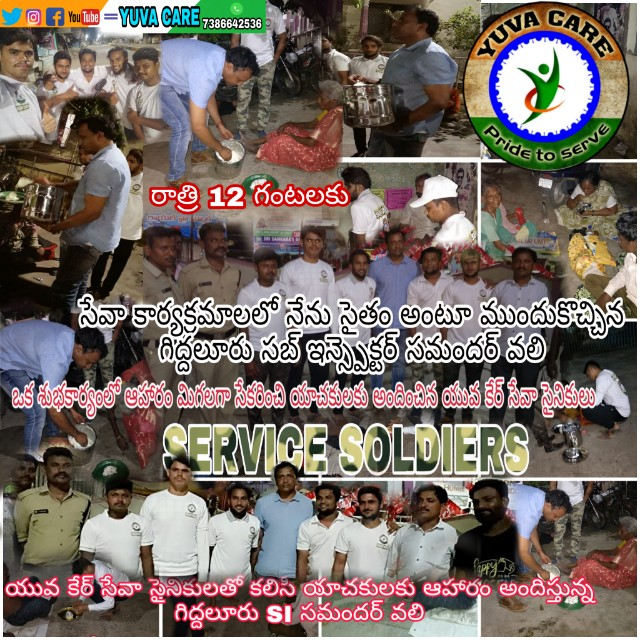 YUVA CARE
7386642536
YUVA CARE
Pride to serve
రాత్రి 12 గంటలకు
సేవా కార్యక్రమాలలో నేను సైతం అంటూ ముందుకొచ్చిన
గిద్దలూరు సబ్ ఇన్స్పెక్టర్ సమందర్ వలి
ఒక శుభకార్యంలో ఆహారం మిగలగా సేకరించి యాచకులకు అందించిన యువ కేర్ సేవా సైనికులు
SERVICE SOLDIERS
యువ కేర్ సేవా సైనికులతో కలిసి యాచకులకు ఆహారం అందిస్తున్న
గిద్దలూరు SI సమందర్ వలి